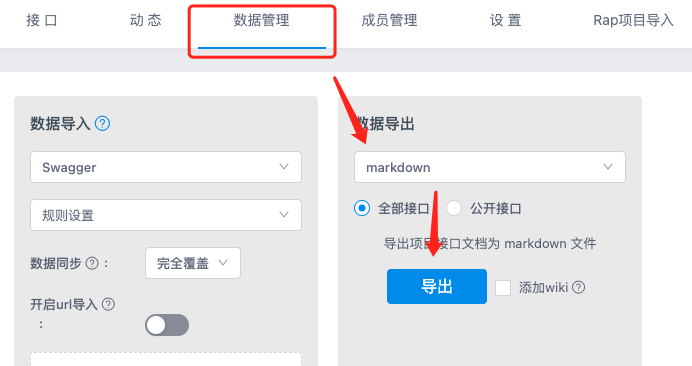 接 口 动 态 数据管理 成员管理 设 置 Rap项目导入
数据导入
Swagger
规则设置
数据同步 : 完全覆盖
开启url导入
:
数据导出
markdown
全部接口 公开接口
导出项目接口文档为 markdown 文件
导出 添加wiki